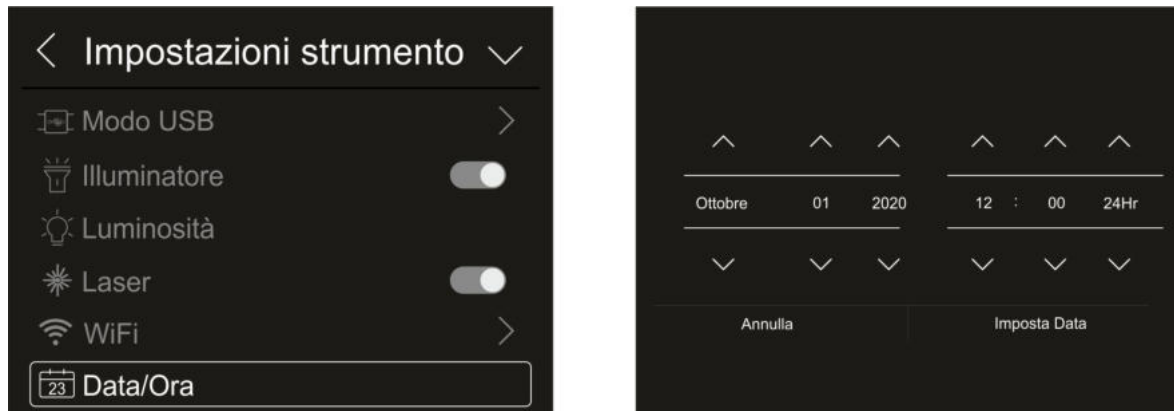 Impostazioni strumento
Modo USB
Illuminatore
Luminosità
Laser
WiFi
23 Data/Ora
Ottobre 01 2020 12 : 00 24Hr
Annulla Imposta Data